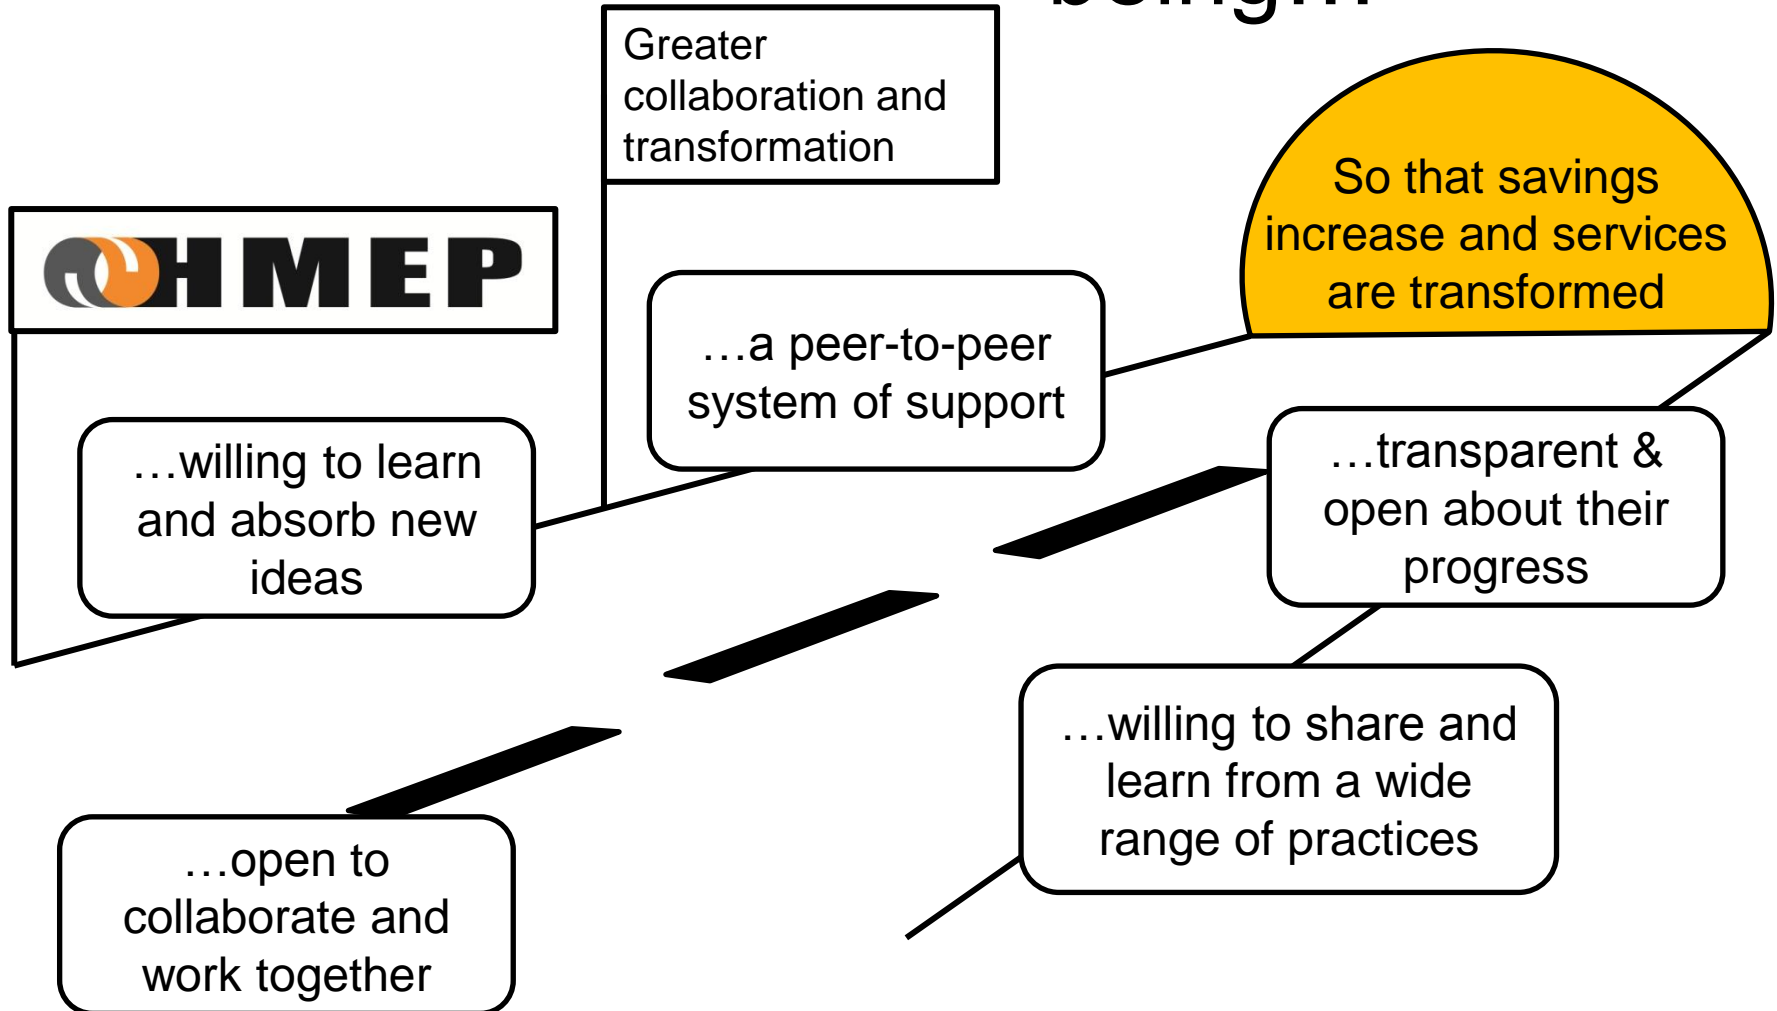 being…
Greater
collaboration and
transformation
So that savings
increase and services
are transformed
HMEP
…a peer-to-peer
system of support
…willing to learn
and absorb new
ideas
…transparent &
open about their
progress
…willing to share and
learn from a wide
range of practices
…open to
collaborate and
work together